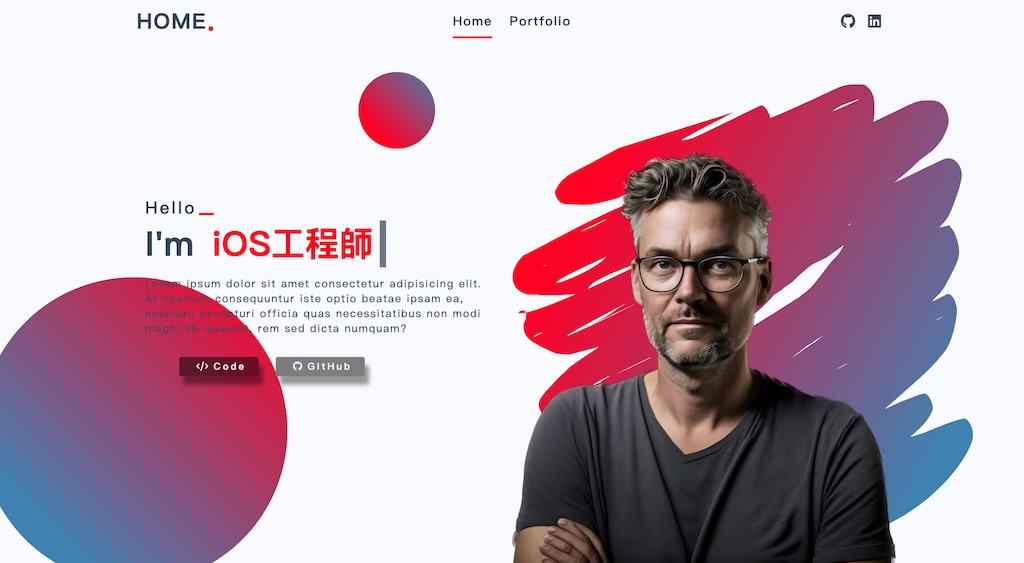 HOME.
Home Portfolio
Hello_
I'm iOS工程師
Lorem ipsum dolor sit amet consectetur adipisicing elit.
At nostrum consequuntur iste optio beatae ipsam ea,
nesciunt excepturi officia quas necessitatibus non modi
magni ab quaerat, rem sed dicta numquam?
</> Code GitHub